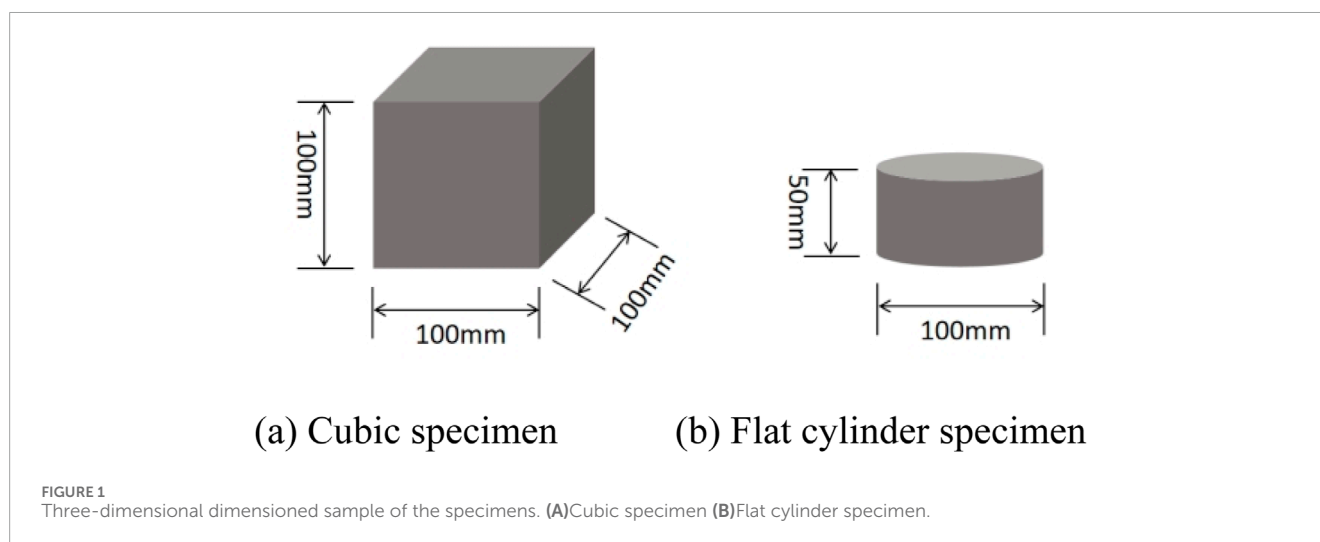 100mm
100mm
100mm
50mm
100mm
(a) Cubic specimen
(b) Flat cylinder specimen
FIGURE 1
Three-dimensional dimensioned sample of the specimens. (A)Cubic specimen (B)Flat cylinder specimen.